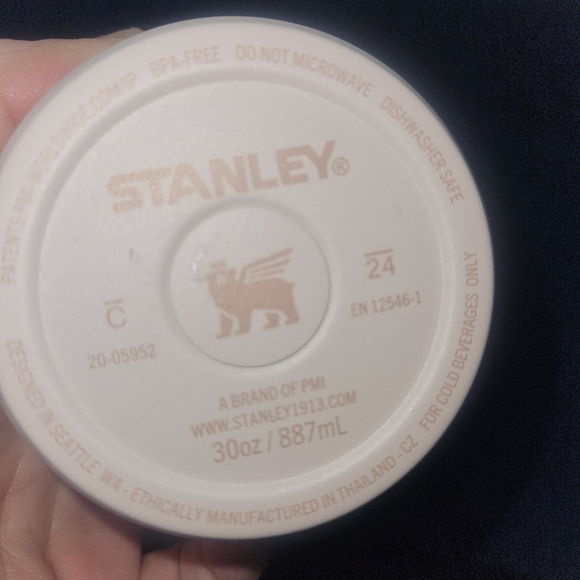 PATENTS: PMI-WORLDWIDE.COM/IP BPA-FREE DO NOT MICROWAVE DISHWASHER SAFE
STANLEY®
C
24
20-05952
EN 12546-1
A BRAND OF PMI
WWW.STANLEY1913.COM
30oz / 887mL
DESIGNED IN SEATTLE WA - ETHICALLY MANUFACTURED IN THAILAND - CZ FOR COLD BEVERAGES ONLY